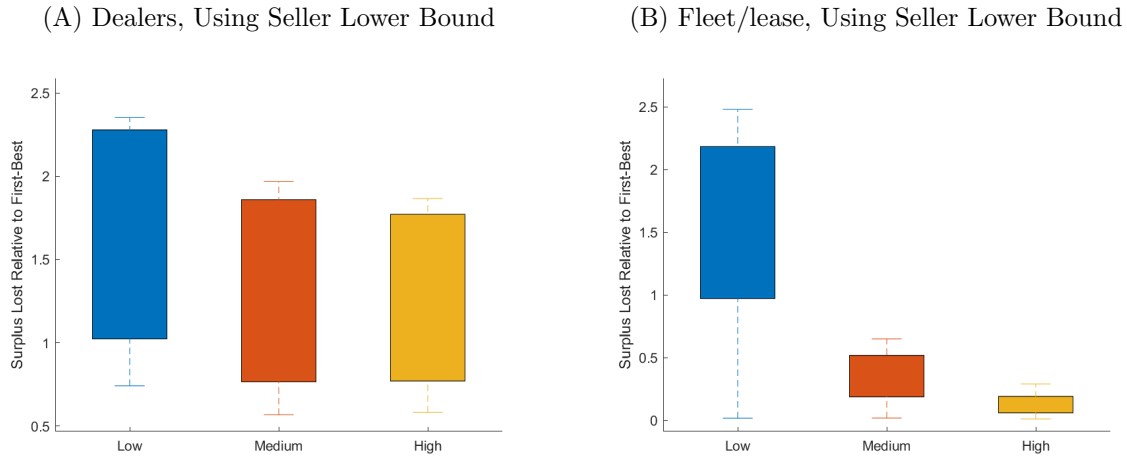 (A) Dealers, Using Seller Lower Bound
Surplus Lost Relative to First-Best
2.5
2
1.5
1
0.5
Low
Medium
High
(B) Fleet/lease, Using Seller Lower Bound
Surplus Lost Relative to First-Best
2.5
2
1.5
1
0.5
0
Low
Medium
High